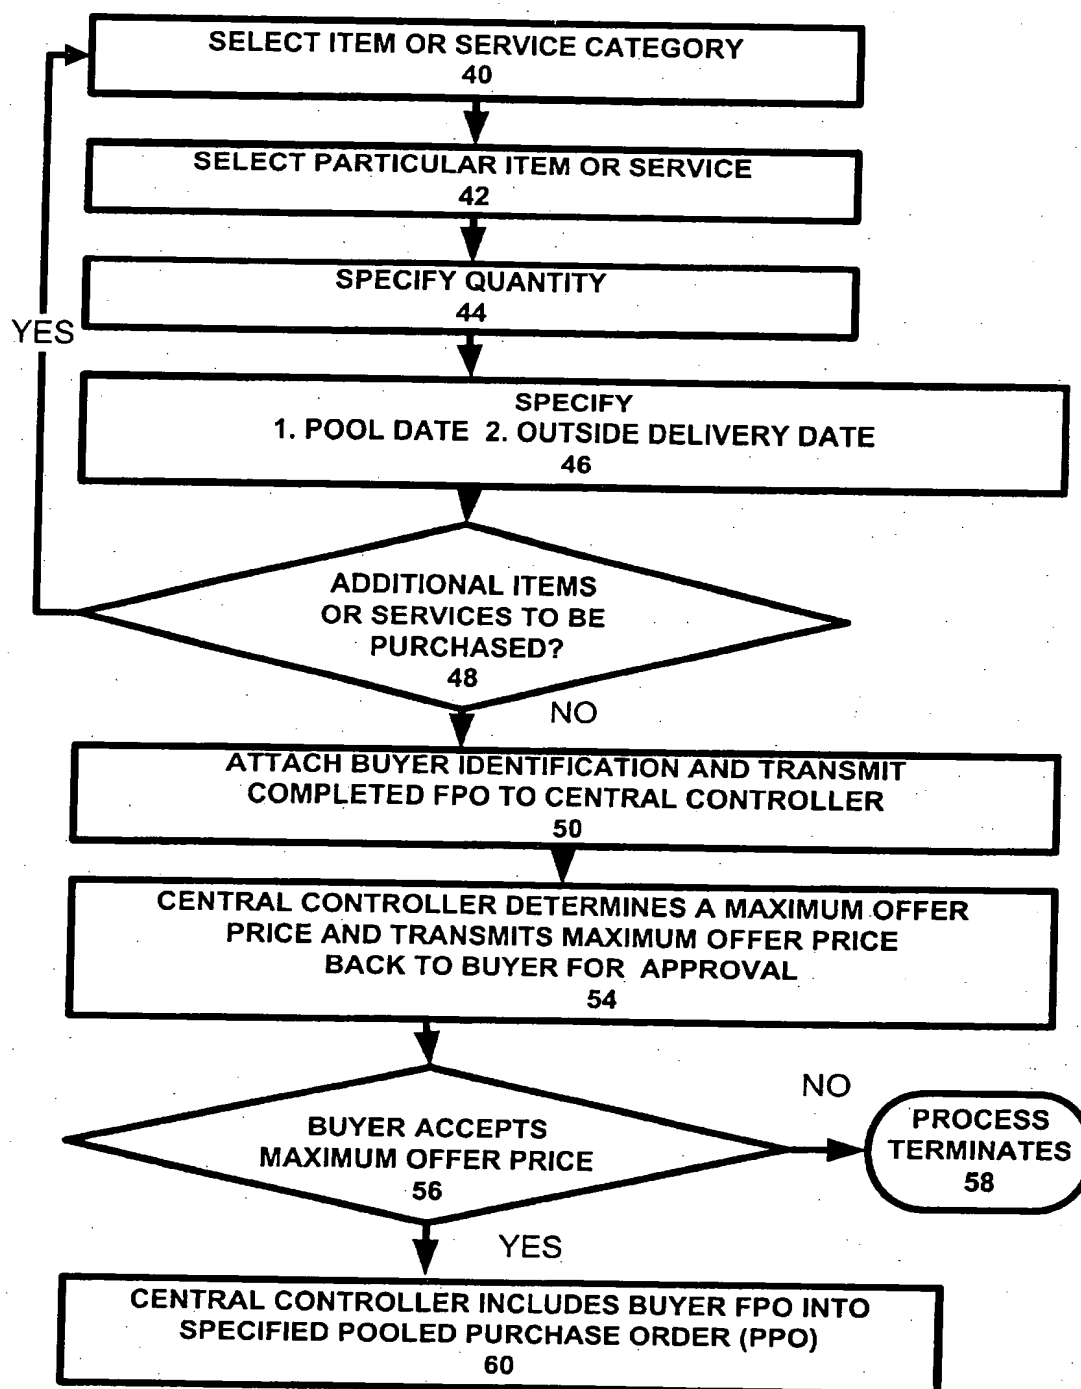 SELECT ITEM OR SERVICE CATEGORY
40
SELECT PARTICULAR ITEM OR SERVICE
42
SPECIFY QUANTITY
44
YES
SPECIFY
1. POOL DATE 2. OUTSIDE DELIVERY DATE
46
ADDITIONAL ITEMS
OR SERVICES TO BE
PURCHASED?
48
NO
ATTACH BUYER IDENTIFICATION AND TRANSMIT
COMPLETED FPO TO CENTRAL CONTROLLER
50
CENTRAL CONTROLLER DETERMINES A MAXIMUM OFFER
PRICE AND TRANSMITS MAXIMUM OFFER PRICE
BACK TO BUYER FOR APPROVAL
54
BUYER ACCEPTS
MAXIMUM OFFER PRICE
56
NO
PROCESS
TERMINATES
58
YES
CENTRAL CONTROLLER INCLUDES BUYER FPO INTO
SPECIFIED POOLED PURCHASE ORDER (PPO)
60